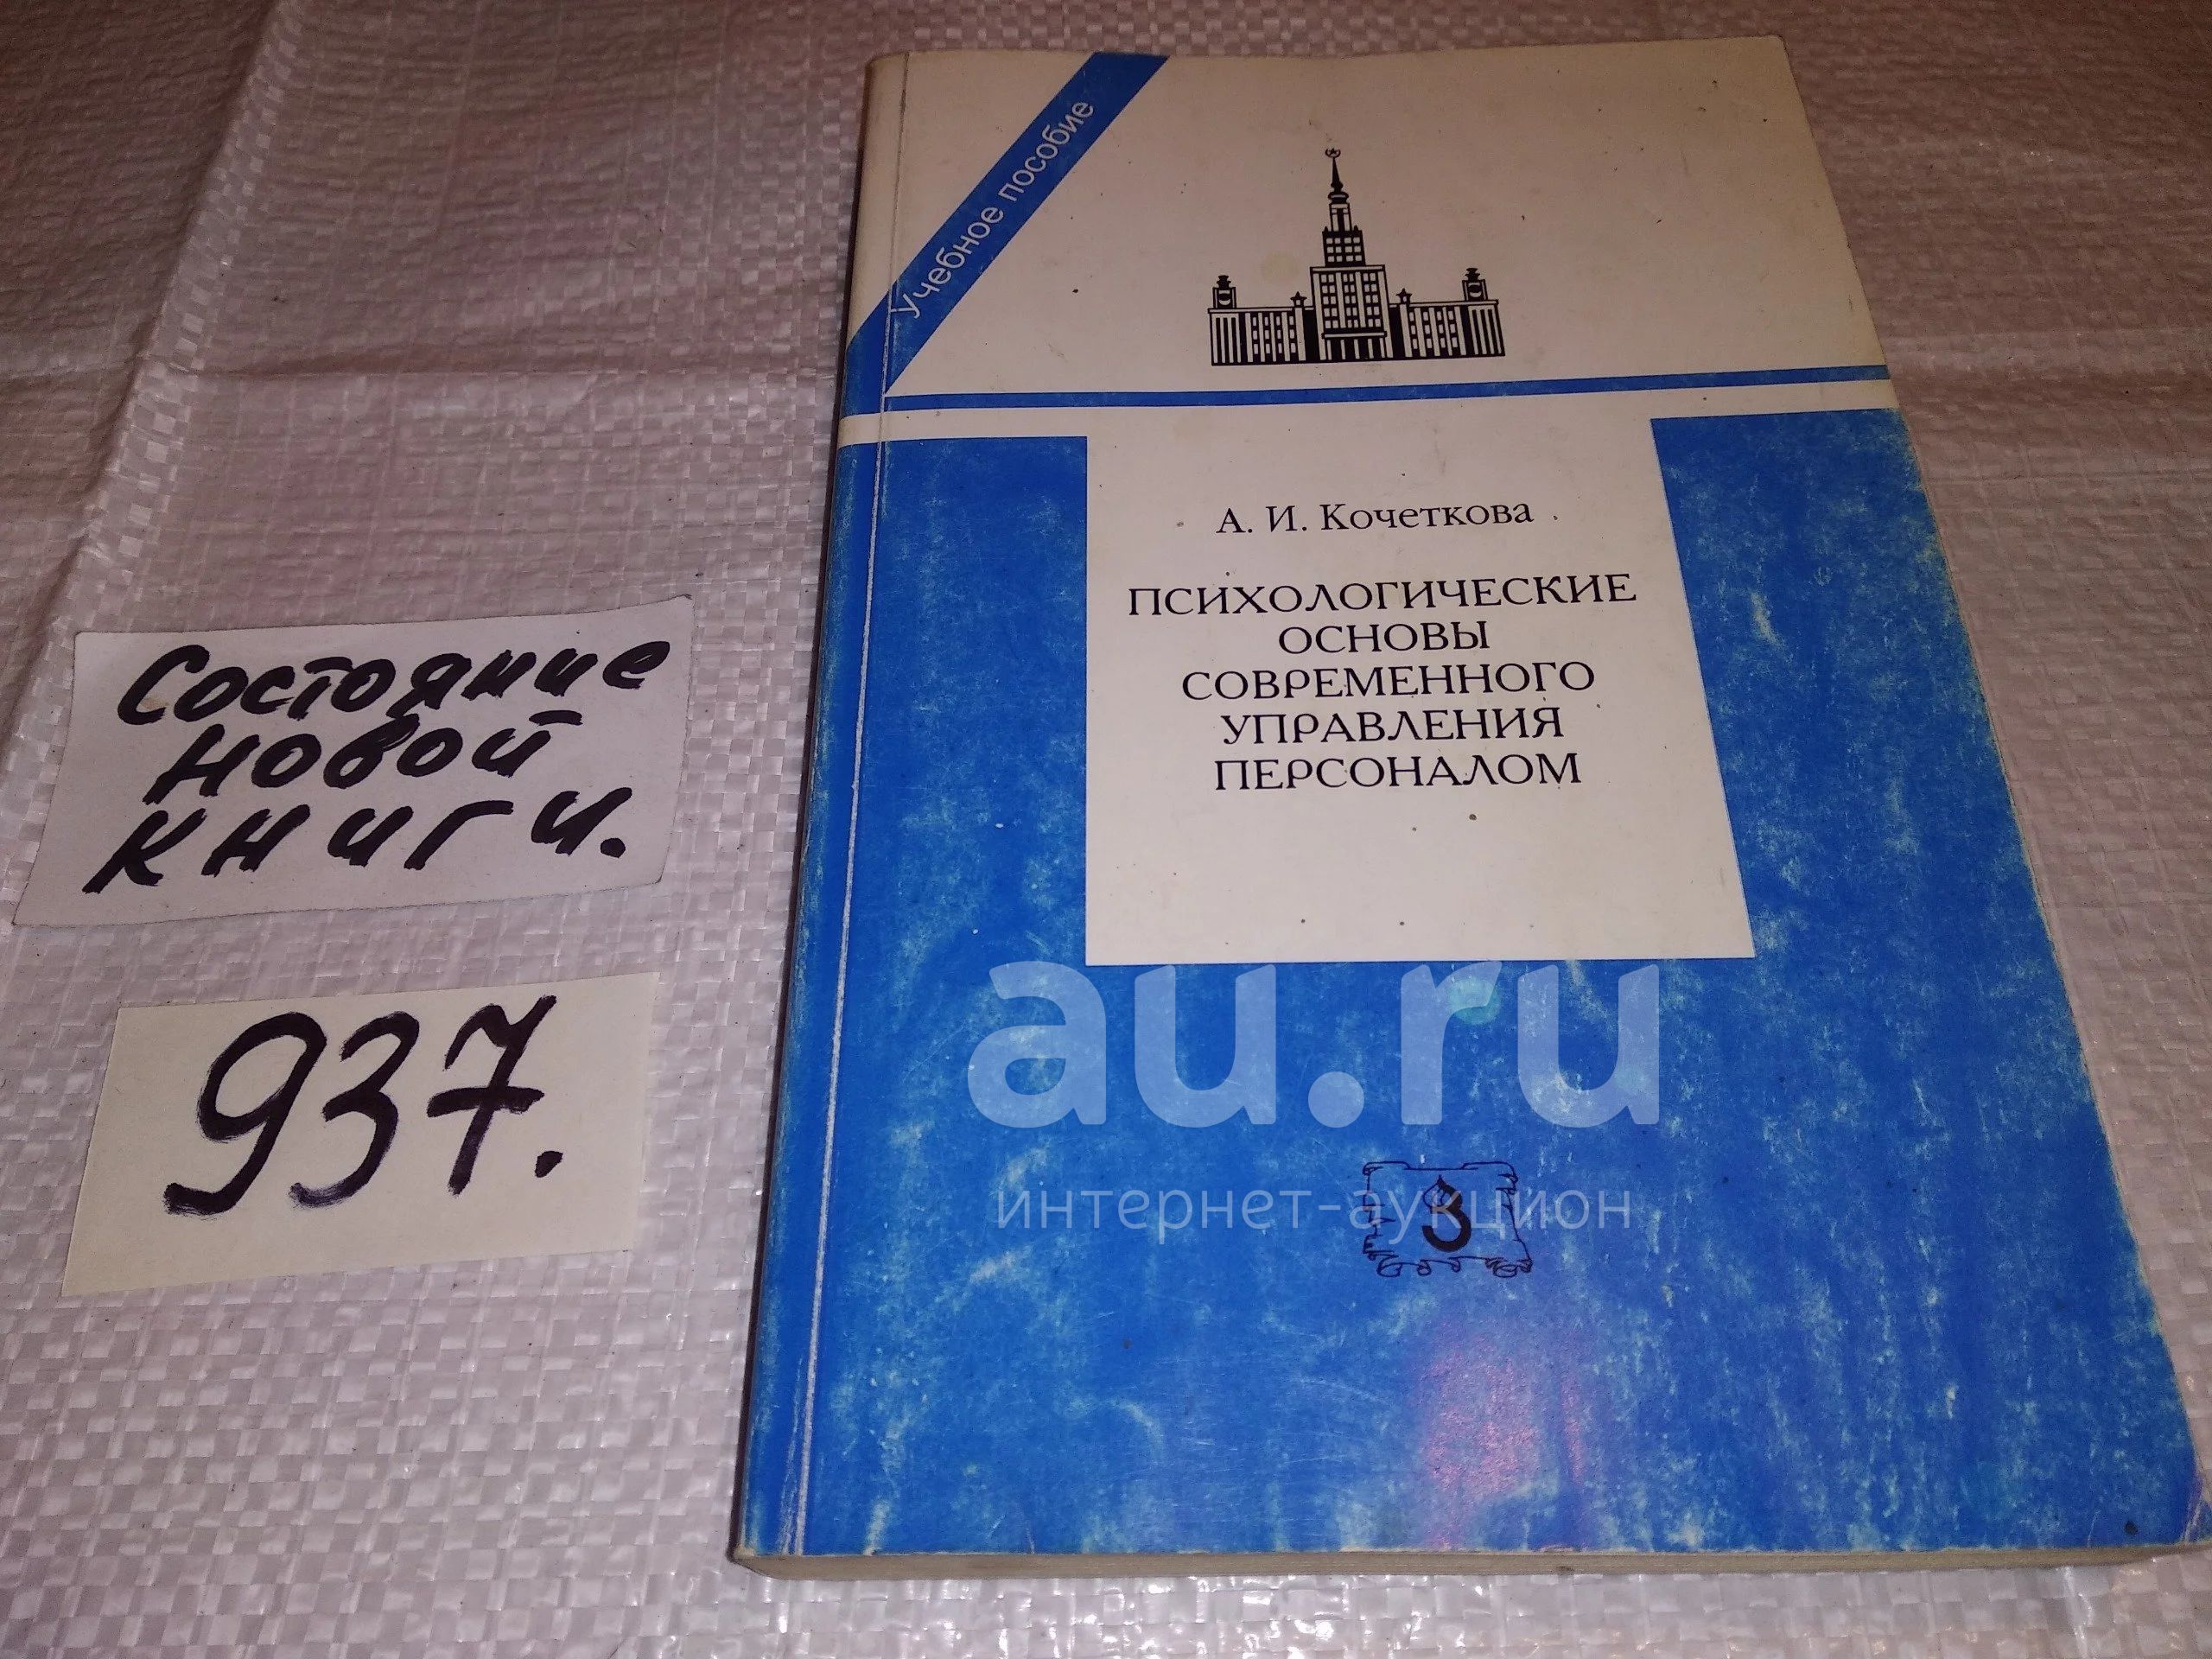 Учебное пособие
А. И. Кочеткова
ПСИХОЛОГИЧЕСКИЕ
ОСНОВЫ
СОВРЕМЕННОГО
УПРАВЛЕНИЯ
ПЕРСОНАЛОМ
Состояние
новой
книги.
937.
au.ru
интернет-аукцион
З